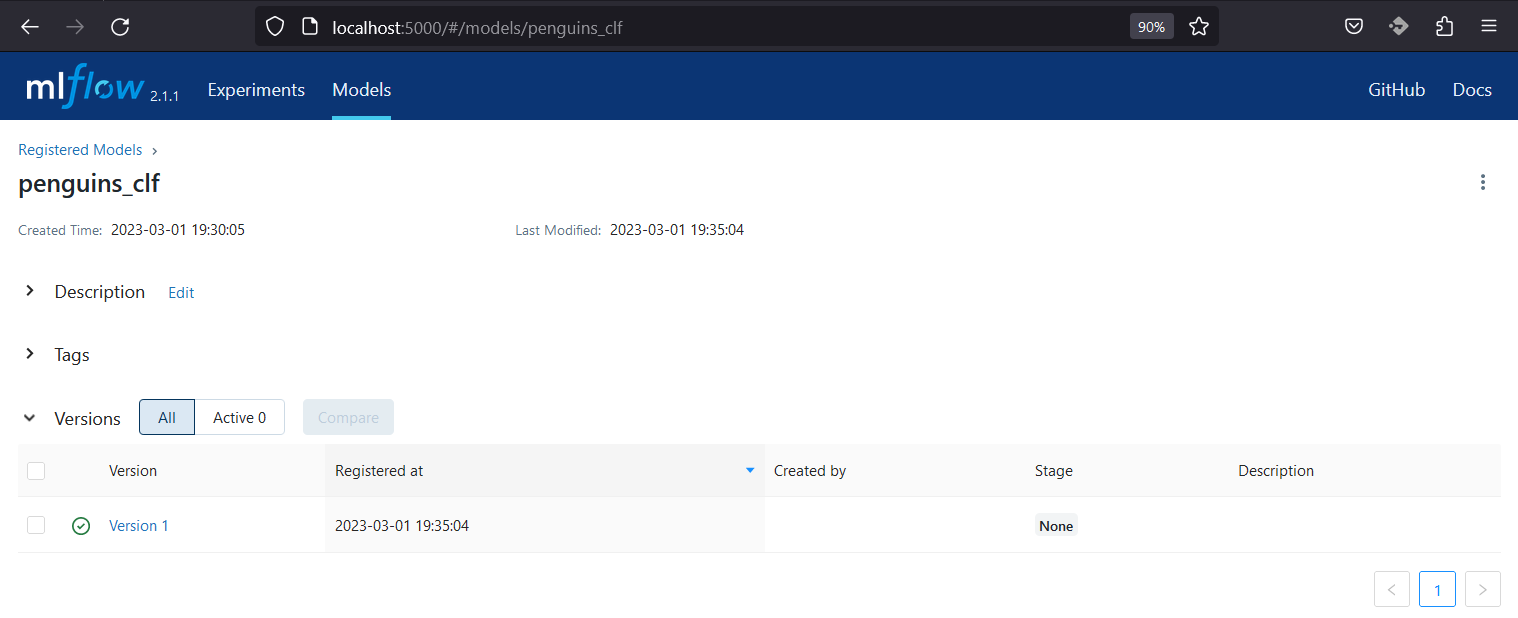 localhost:5000/#/models/penguins_clf 90%
mlflow 2.1.1 Experiments Models GitHub Docs
Registered Models >
penguins_clf
Created Time: 2023-03-01 19:30:05 Last Modified: 2023-03-01 19:35:04
Description Edit
Tags
Versions All Active 0 Compare
Version Registered at Created by Stage Description
Version 1 2023-03-01 19:35:04 None
< 1 >